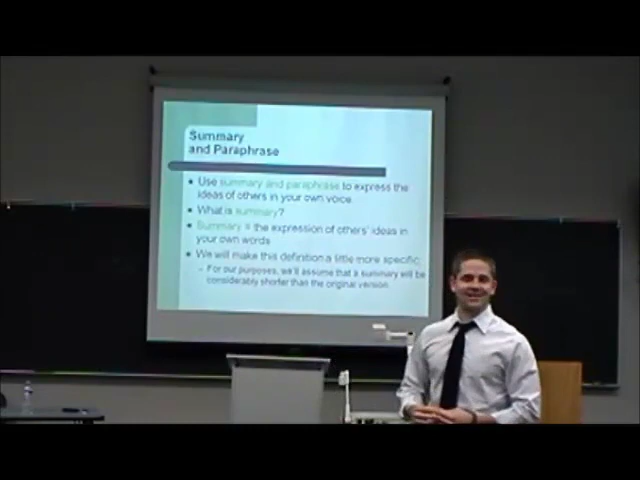 Summary
and Paraphrase
Use summary and paraphrase to express the
ideas of others in your own voice.
What is summary?
Summary = the expression of others' ideas in
your own words
We will make this definition a little more specific:
– For our purposes, we'll assume that a summary will be
considerably shorter than the original version.